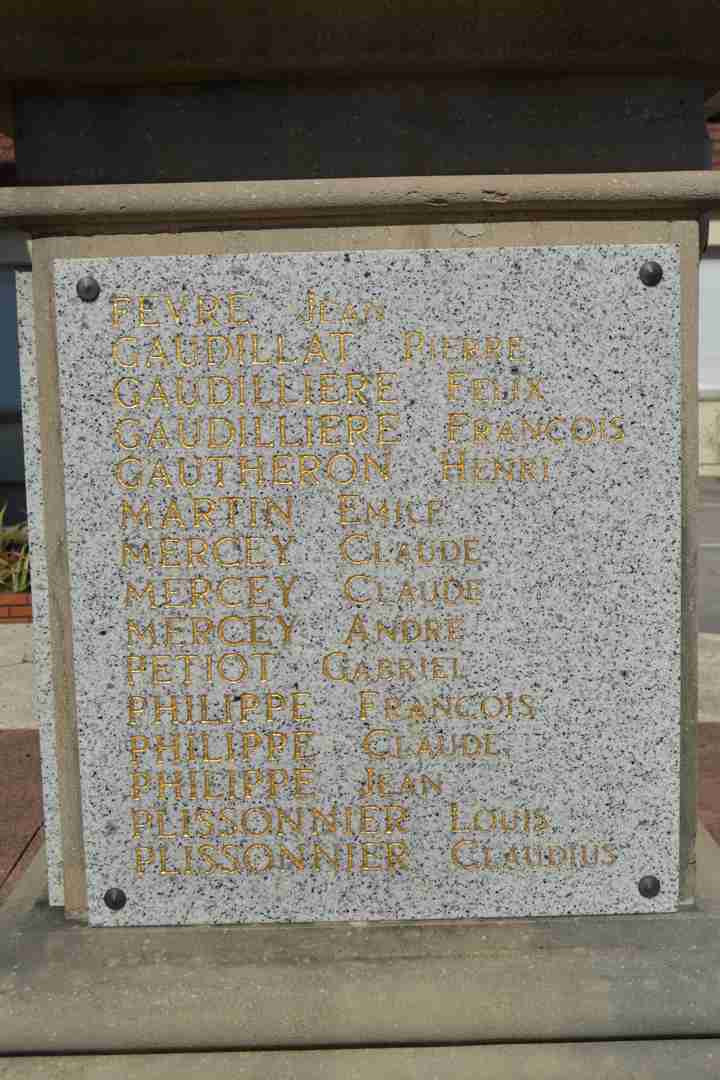 FEVRE JEAN
GAUDILLAT PIERRE
GAUDILLIERE FELIX
GAUDILLIERE FRANCOIS
GAUTHERON HENRI
MARTIN EMILE
MERCEY CLAUDE
MERCEY CLAUDE
MERCEY ANDRE
PETIOT GABRIEL
PHILIPPE FRANCOIS
PHILIPPE CLAUDE
PHILIPPE JEAN
PLISSONNIER LOUIS
PLISSONNIER CLAUDIUS